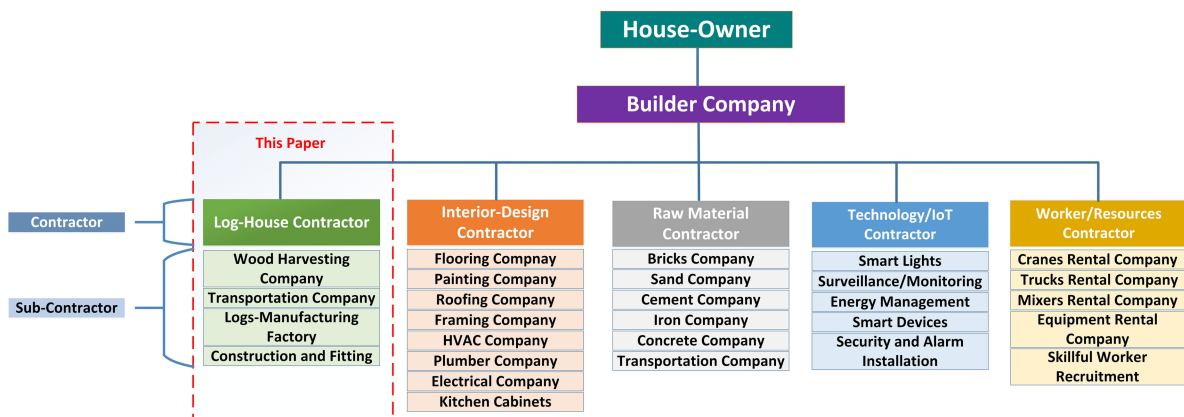 House-Owner
Builder Company
This Paper
Contractor
Sub-Contractor
Log-House Contractor
Wood Harvesting
Company
Transportation Company
Logs-Manufacturing
Factory
Construction and Fitting
Interior-Design
Contractor
Flooring Compnay
Painting Company
Roofing Company
Framing Company
HVAC Company
Plumber Company
Electrical Company
Kitchen Cabinets
Raw Material
Contractor
Bricks Company
Sand Company
Cement Company
Iron Company
Concrete Company
Transportation Company
Technology/IoT
Contractor
Smart Lights
Surveillance/Monitoring
Energy Management
Smart Devices
Security and Alarm
Installation
Worker/Resources
Contractor
Cranes Rental Company
Trucks Rental Company
Mixers Rental Company
Equipment Rental
Company
Skillful Worker
Recruitment